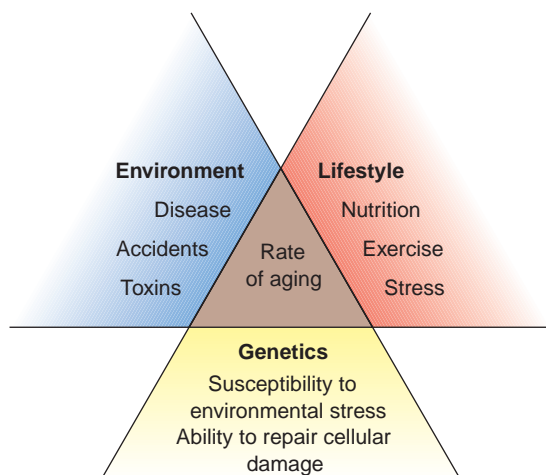 Environment
Disease
Accidents
Toxins
Lifestyle
Nutrition
Exercise
Stress
Rate
of aging
Genetics
Susceptibility to
environmental stress
Ability to repair cellular
damage